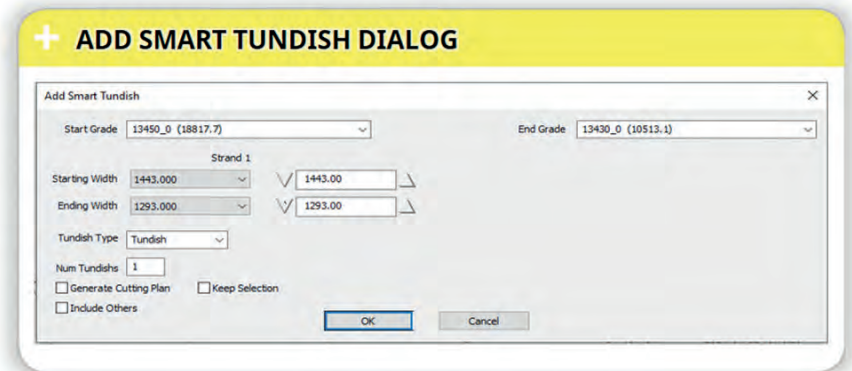 ADD SMART TUNDISH DIALOG
Add Smart Tundish
Start Grade 13450_0 (18817.7) End Grade 13430_0 (10513.1)
Strand 1
Starting Width 1443.000 1443.00
Ending Width 1293.000 1293.00
Tundish Type Tundish
Num Tundishs 1
Generate Cutting Plan Keep Selection
Include Others
OK Cancel